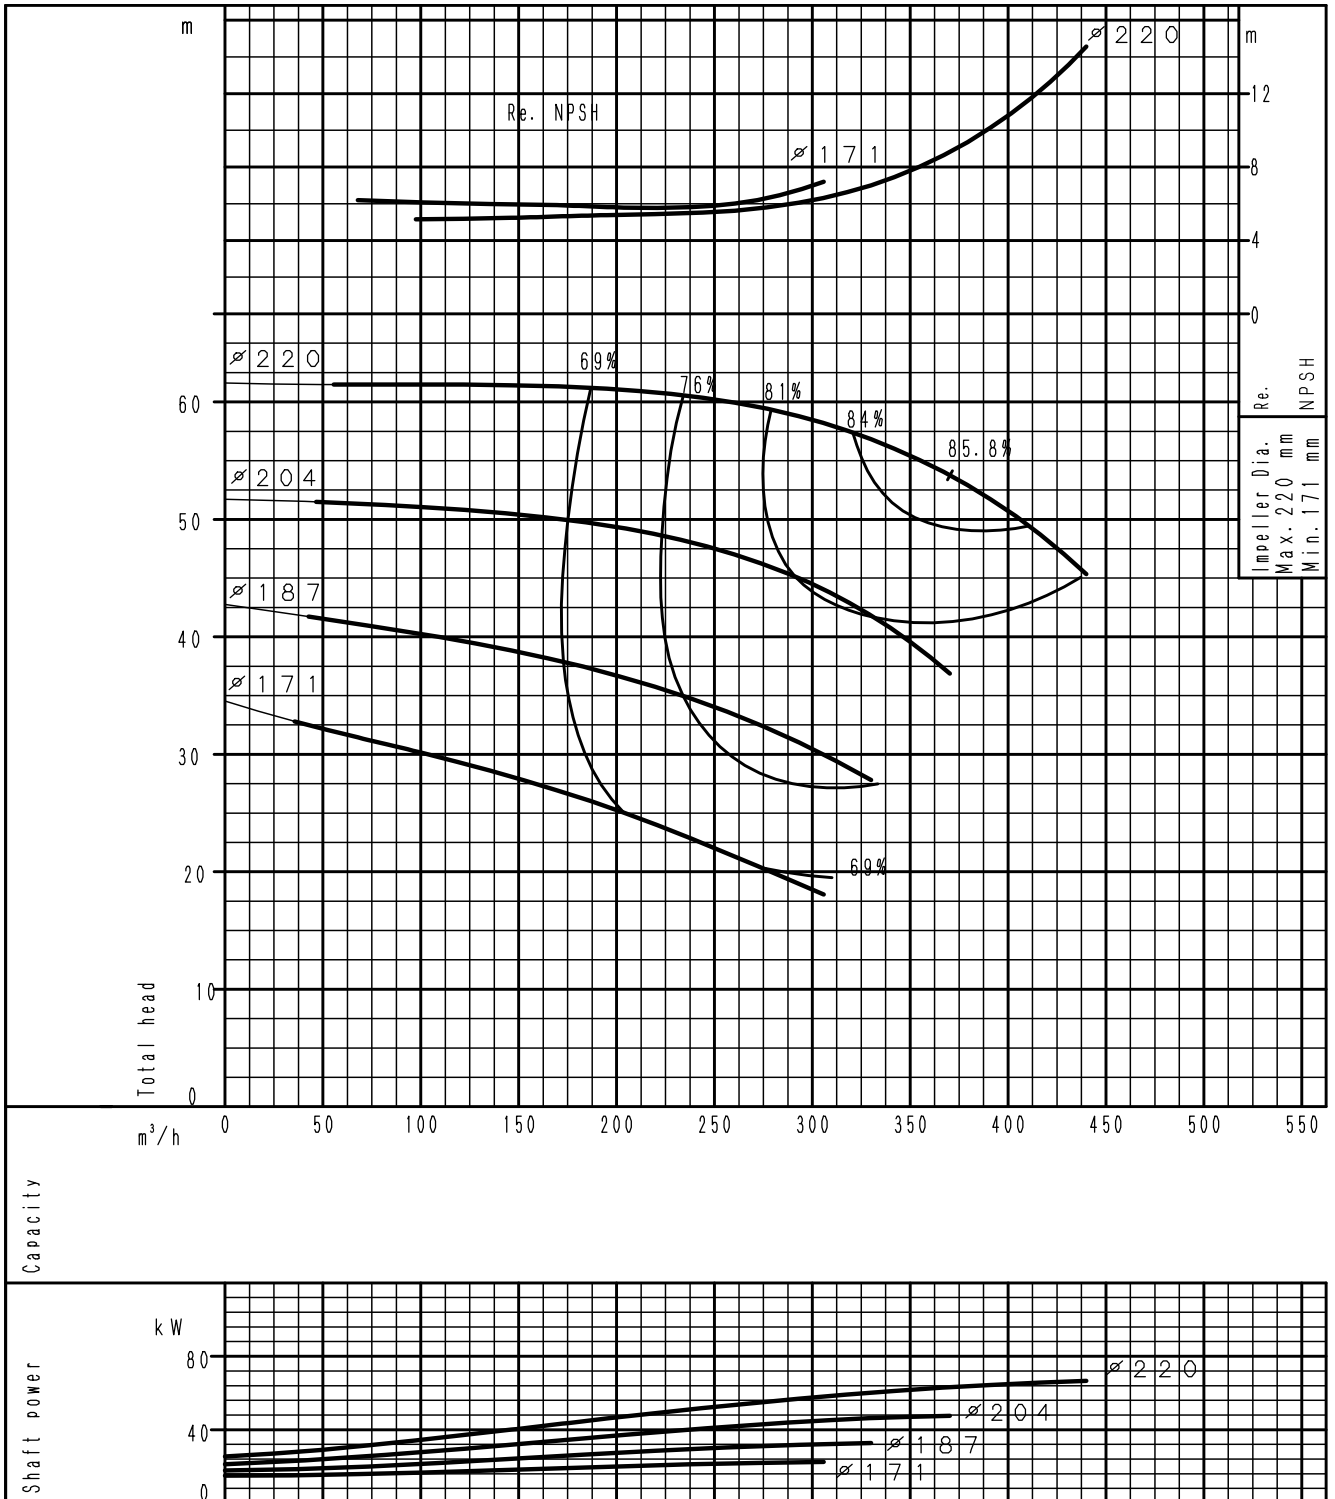 m
⌀220
m
12
Re. NPSH
⌀171
8
4
0
⌀220
69%
76%
81%
84%
85.8%
60
Re.
NPSH
⌀204
50
Impeller Dia.
Max. 220 mm
Min. 171 mm
⌀187
40
⌀171
30
20
69%
10
Total head
0
m³/h
0 50 100 150 200 250 300 350 400 450 500 550
Capacity
kW
80
⌀220
40
⌀204
⌀187
⌀171
Shaft power
0